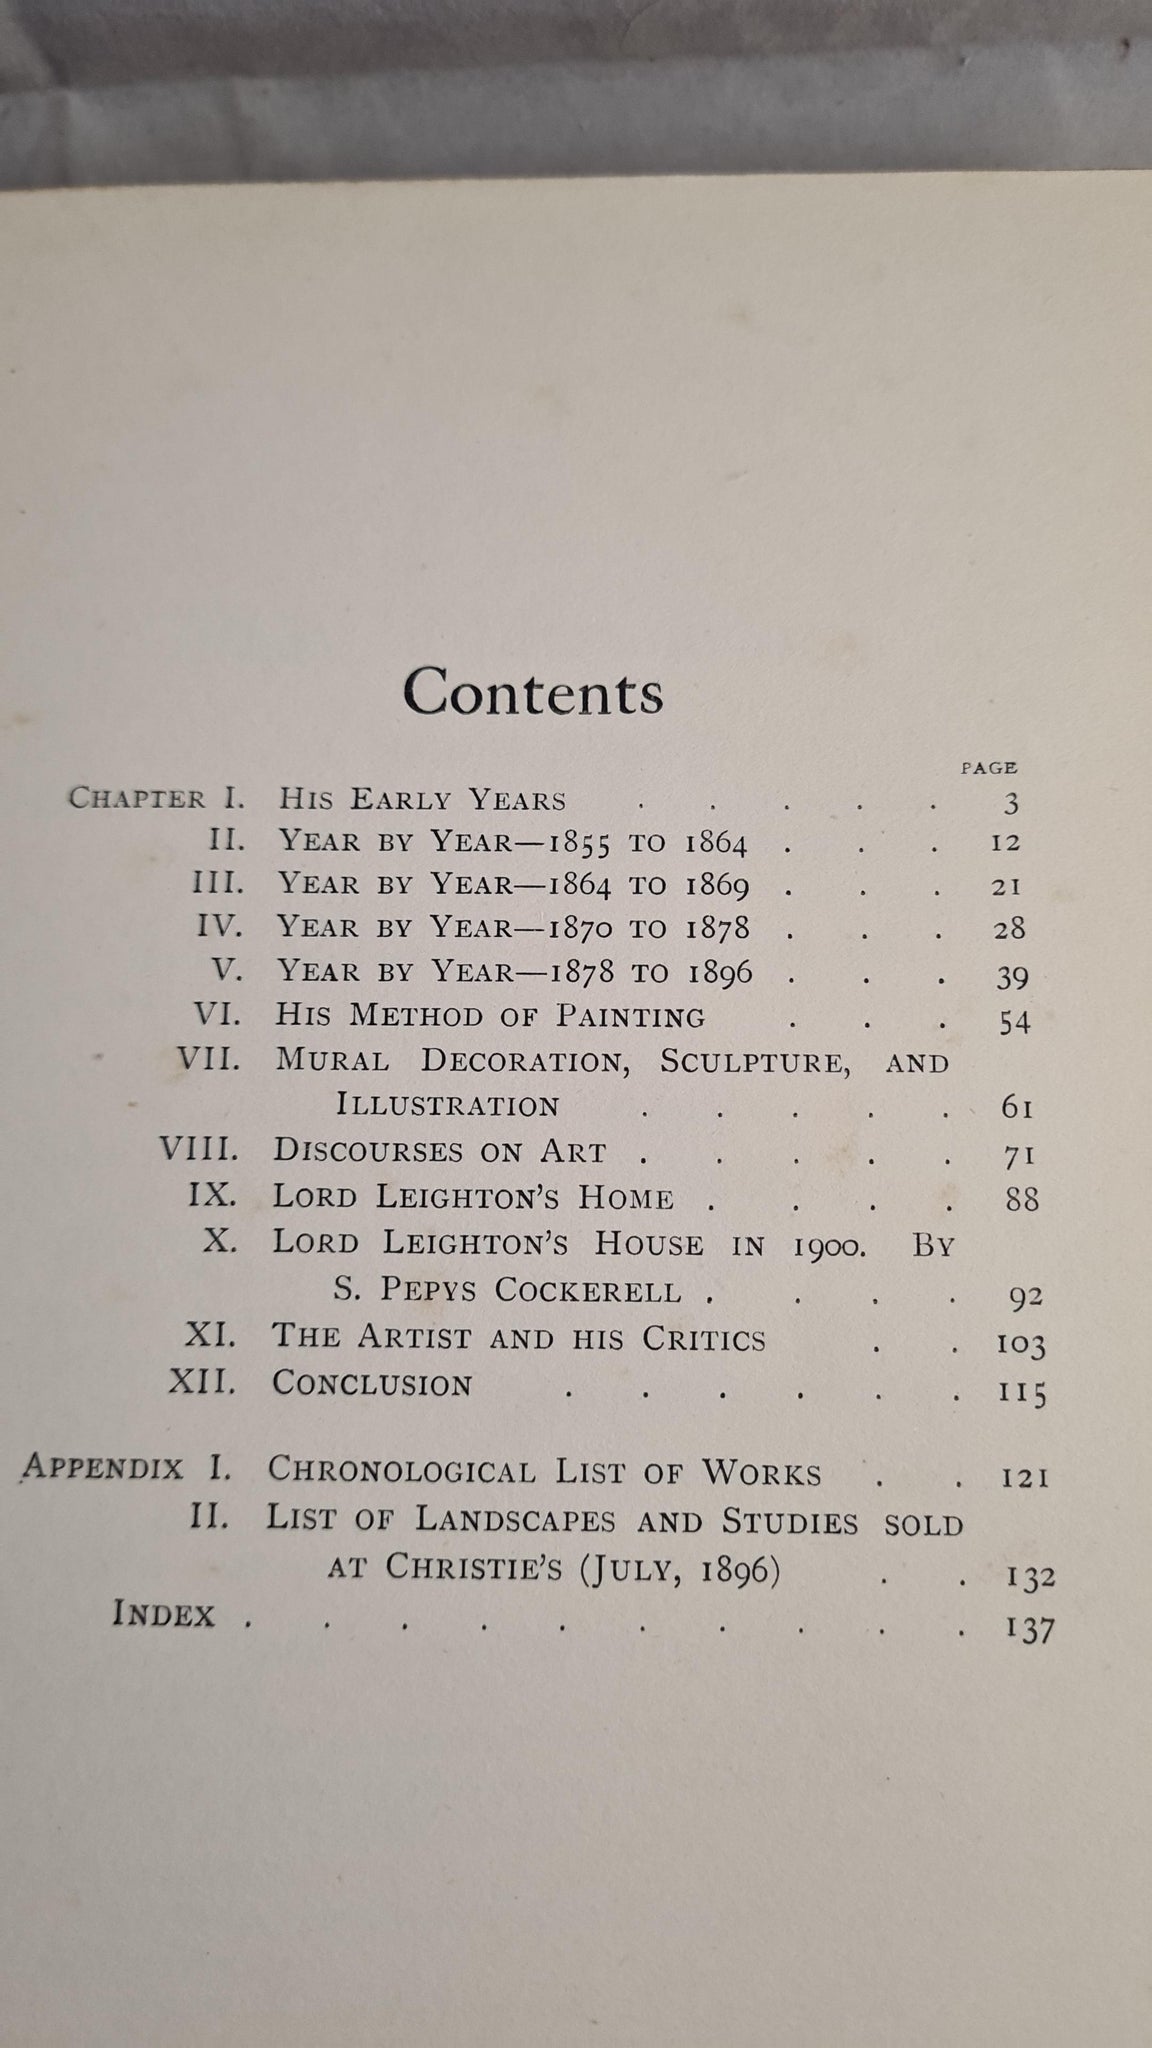 Contents
PAGE
CHAPTER I. HIS EARLY YEARS . . . . . 3
II. YEAR BY YEAR—1855 TO 1864 . . . 12
III. YEAR BY YEAR—1864 TO 1869 . . . 21
IV. YEAR BY YEAR—1870 TO 1878 . . . 28
V. YEAR BY YEAR—1878 TO 1896 . . . 39
VI. HIS METHOD OF PAINTING . . . 54
VII. MURAL DECORATION, SCULPTURE, AND
ILLUSTRATION . . . . . 61
VIII. DISCOURSES ON ART . . . . . 71
IX. LORD LEIGHTON'S HOME . . . . 88
X. LORD LEIGHTON'S HOUSE IN 1900. BY
S. PEPYS COCKERELL . . . . 92
XI. THE ARTIST AND HIS CRITICS . . 103
XII. CONCLUSION . . . . . . 115
APPENDIX I. CHRONOLOGICAL LIST OF WORKS . . 121
II. LIST OF LANDSCAPES AND STUDIES SOLD
AT CHRISTIE'S (JULY, 1896) . . 132
INDEX . . . . . . . . . . 137